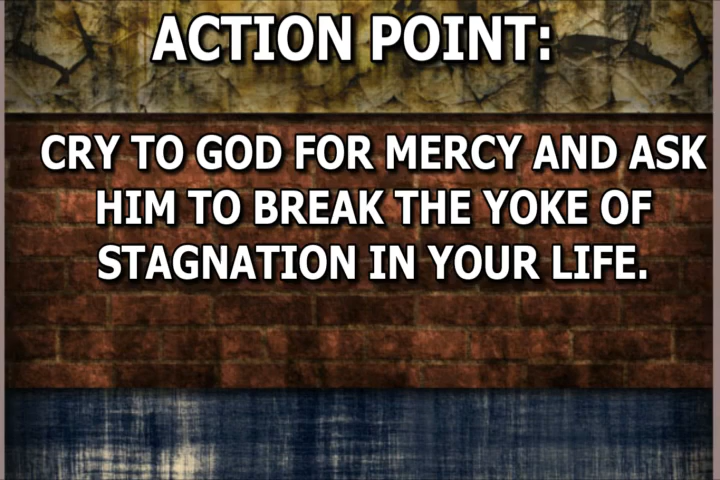 ACTION POINT:
CRY TO GOD FOR MERCY AND ASK
HIM TO BREAK THE YOKE OF
STAGNATION IN YOUR LIFE.